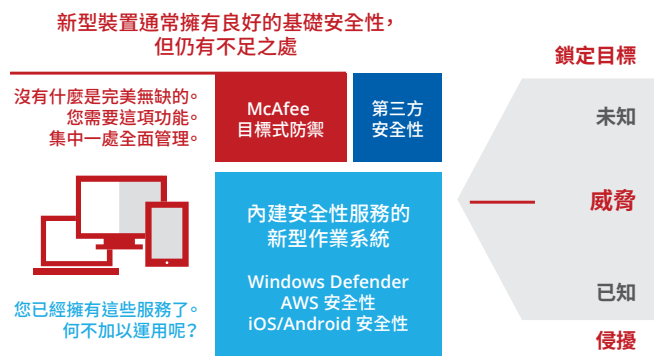 新型裝置通常擁有良好的基礎安全性，
但仍有不足之處
沒有什麼是完美無缺的。
您需要這項功能。
集中一處全面管理。
McAfee
目標式防禦
第三方
安全性
內建安全性服務的
新型作業系統
Windows Defender
AWS 安全性
iOS/Android 安全性
您已經擁有這些服務了。
何不加以運用呢？
鎖定目標
未知
威脅
已知
侵擾